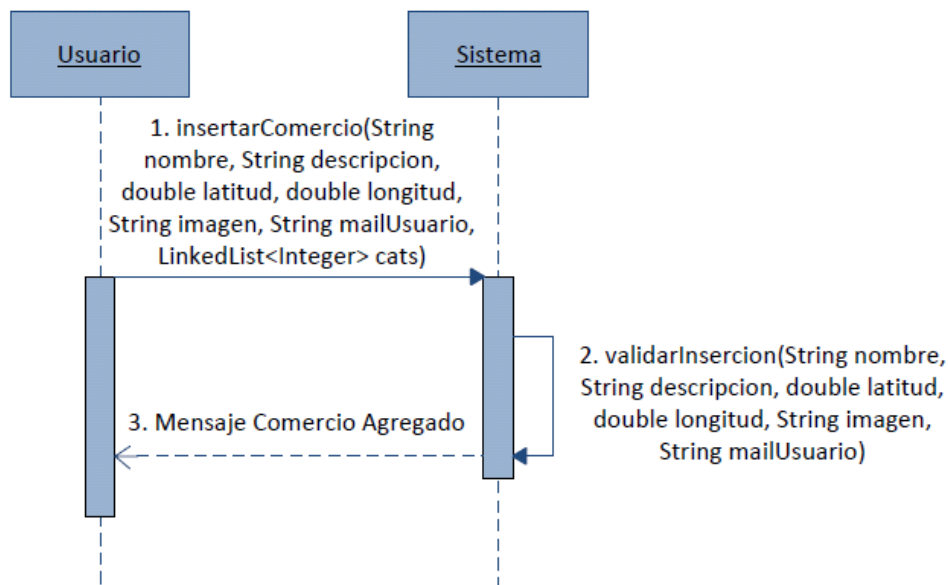 Usuario
Sistema
1. insertarComercio(String
nombre, String descripcion,
double latitud, double longitud,
String imagen, String mailUsuario,
LinkedList<Integer> cats)
2. validarInsercion(String nombre,
String descripcion, double latitud,
double longitud, String imagen,
String mailUsuario)
3. Mensaje Comercio Agregado